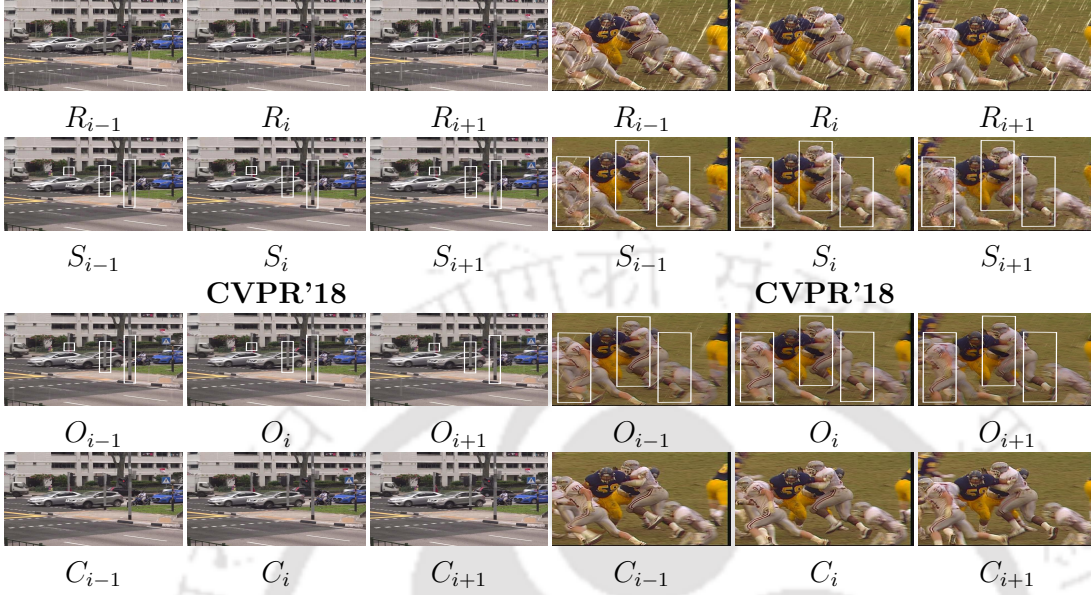 R_{i−1} R_i R_{i+1} R_{i−1} R_i R_{i+1}
S_{i−1} S_i S_{i+1} S_{i−1} S_i S_{i+1}
CVPR'18 CVPR'18
O_{i−1} O_i O_{i+1} O_{i−1} O_i O_{i+1}
C_{i−1} C_i C_{i+1} C_{i−1} C_i C_{i+1}